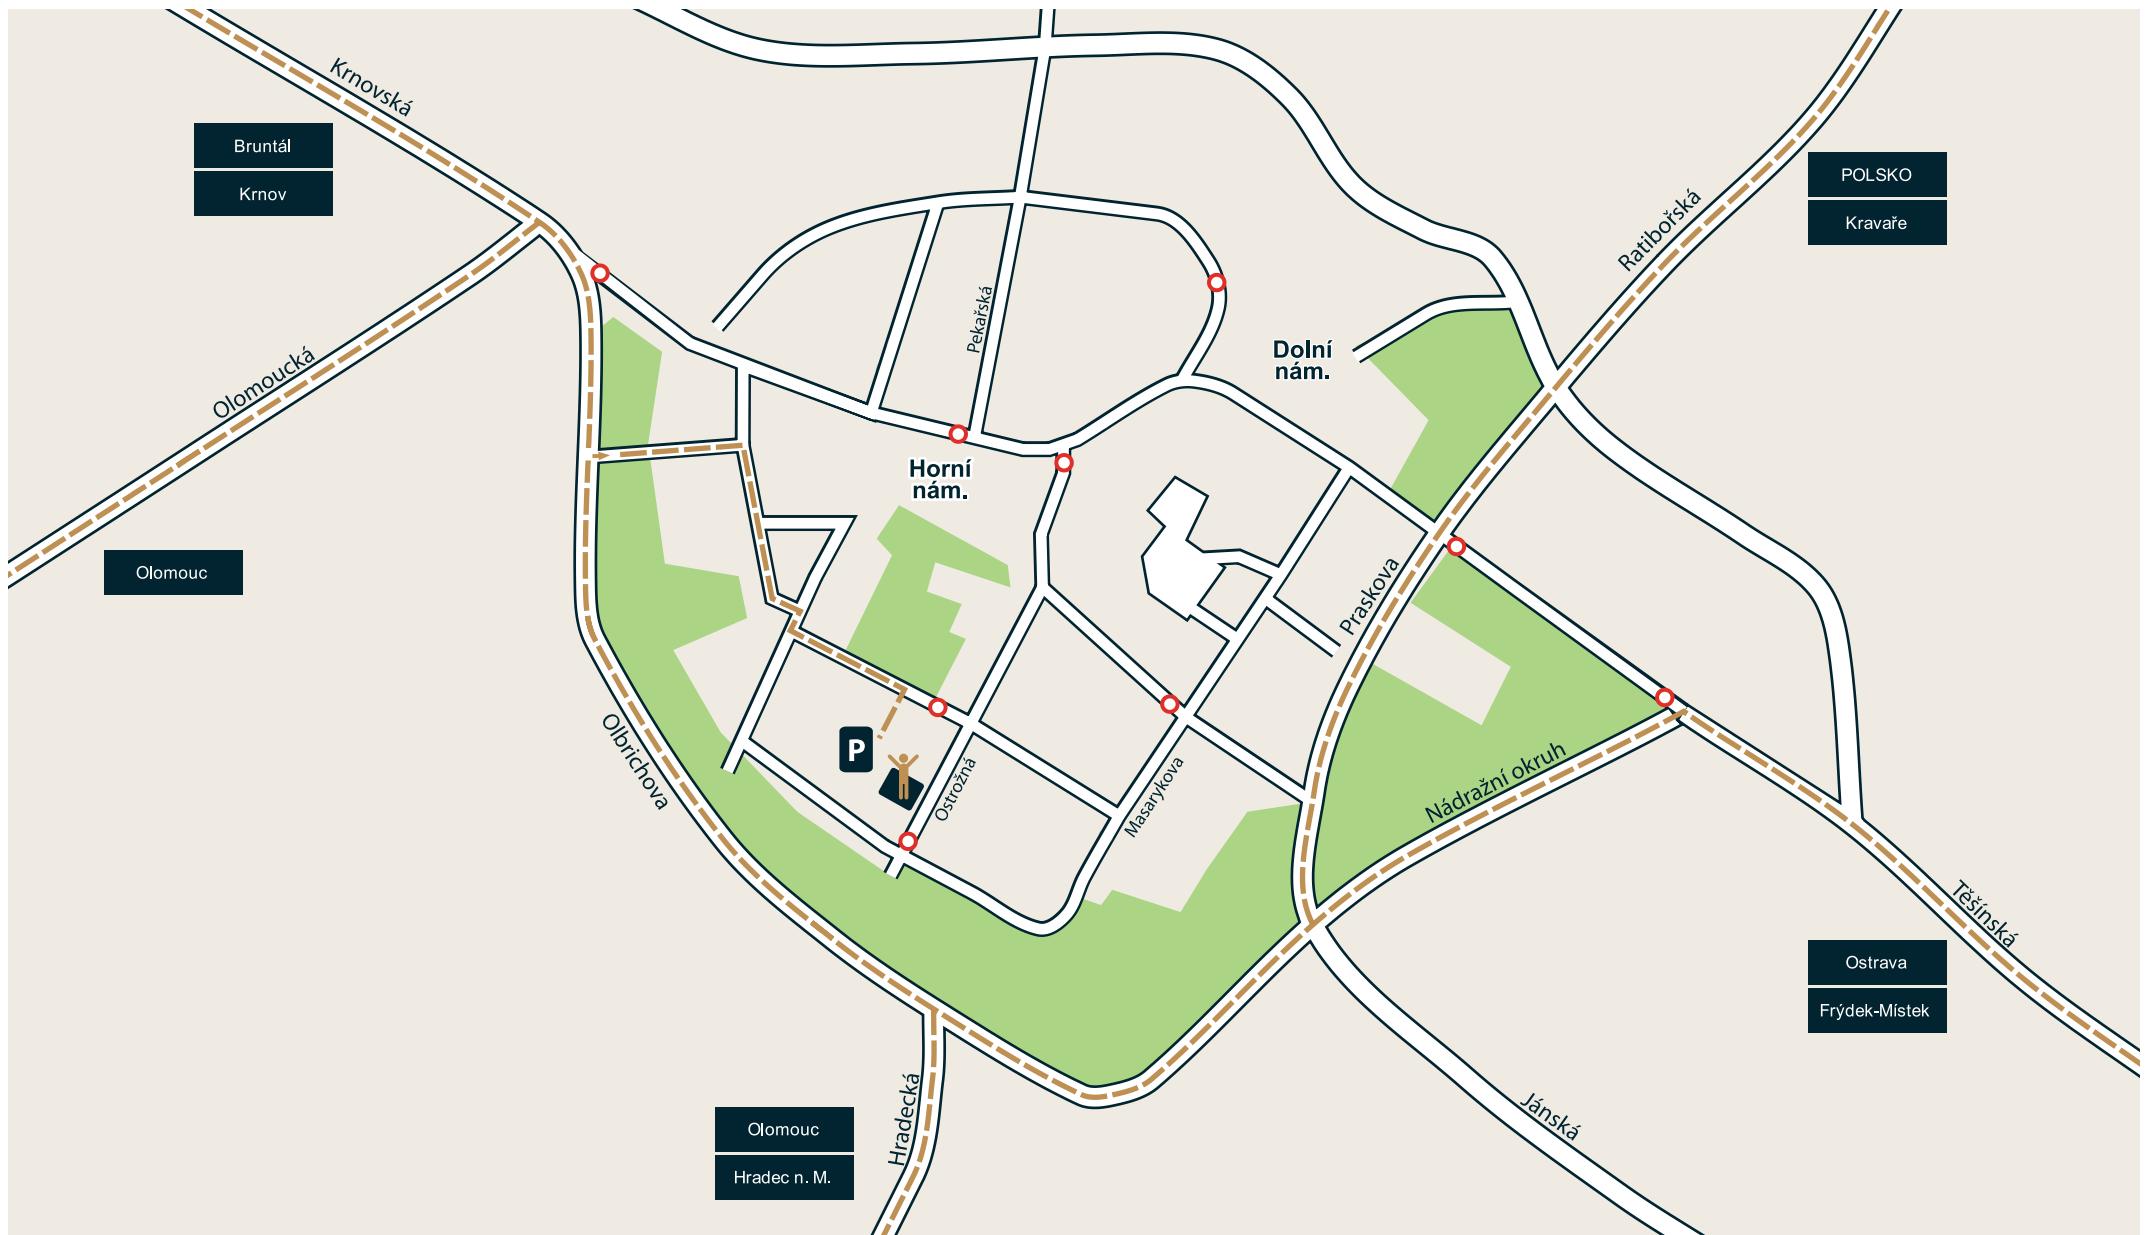 Krnovská
Bruntál
Krnov
POLSKO
Kravaře
Ratibořská
Pekařská
Dolní
nám.
Olomoucká
Horní
nám.
Olomouc
Praskova
Olbrichova
P
Ostrožná
Masarykova
Nádražní okruh
Těšínská
Ostrava
Frýdek-Místek
Hradecká
Jánská
Olomouc
Hradec n. M.